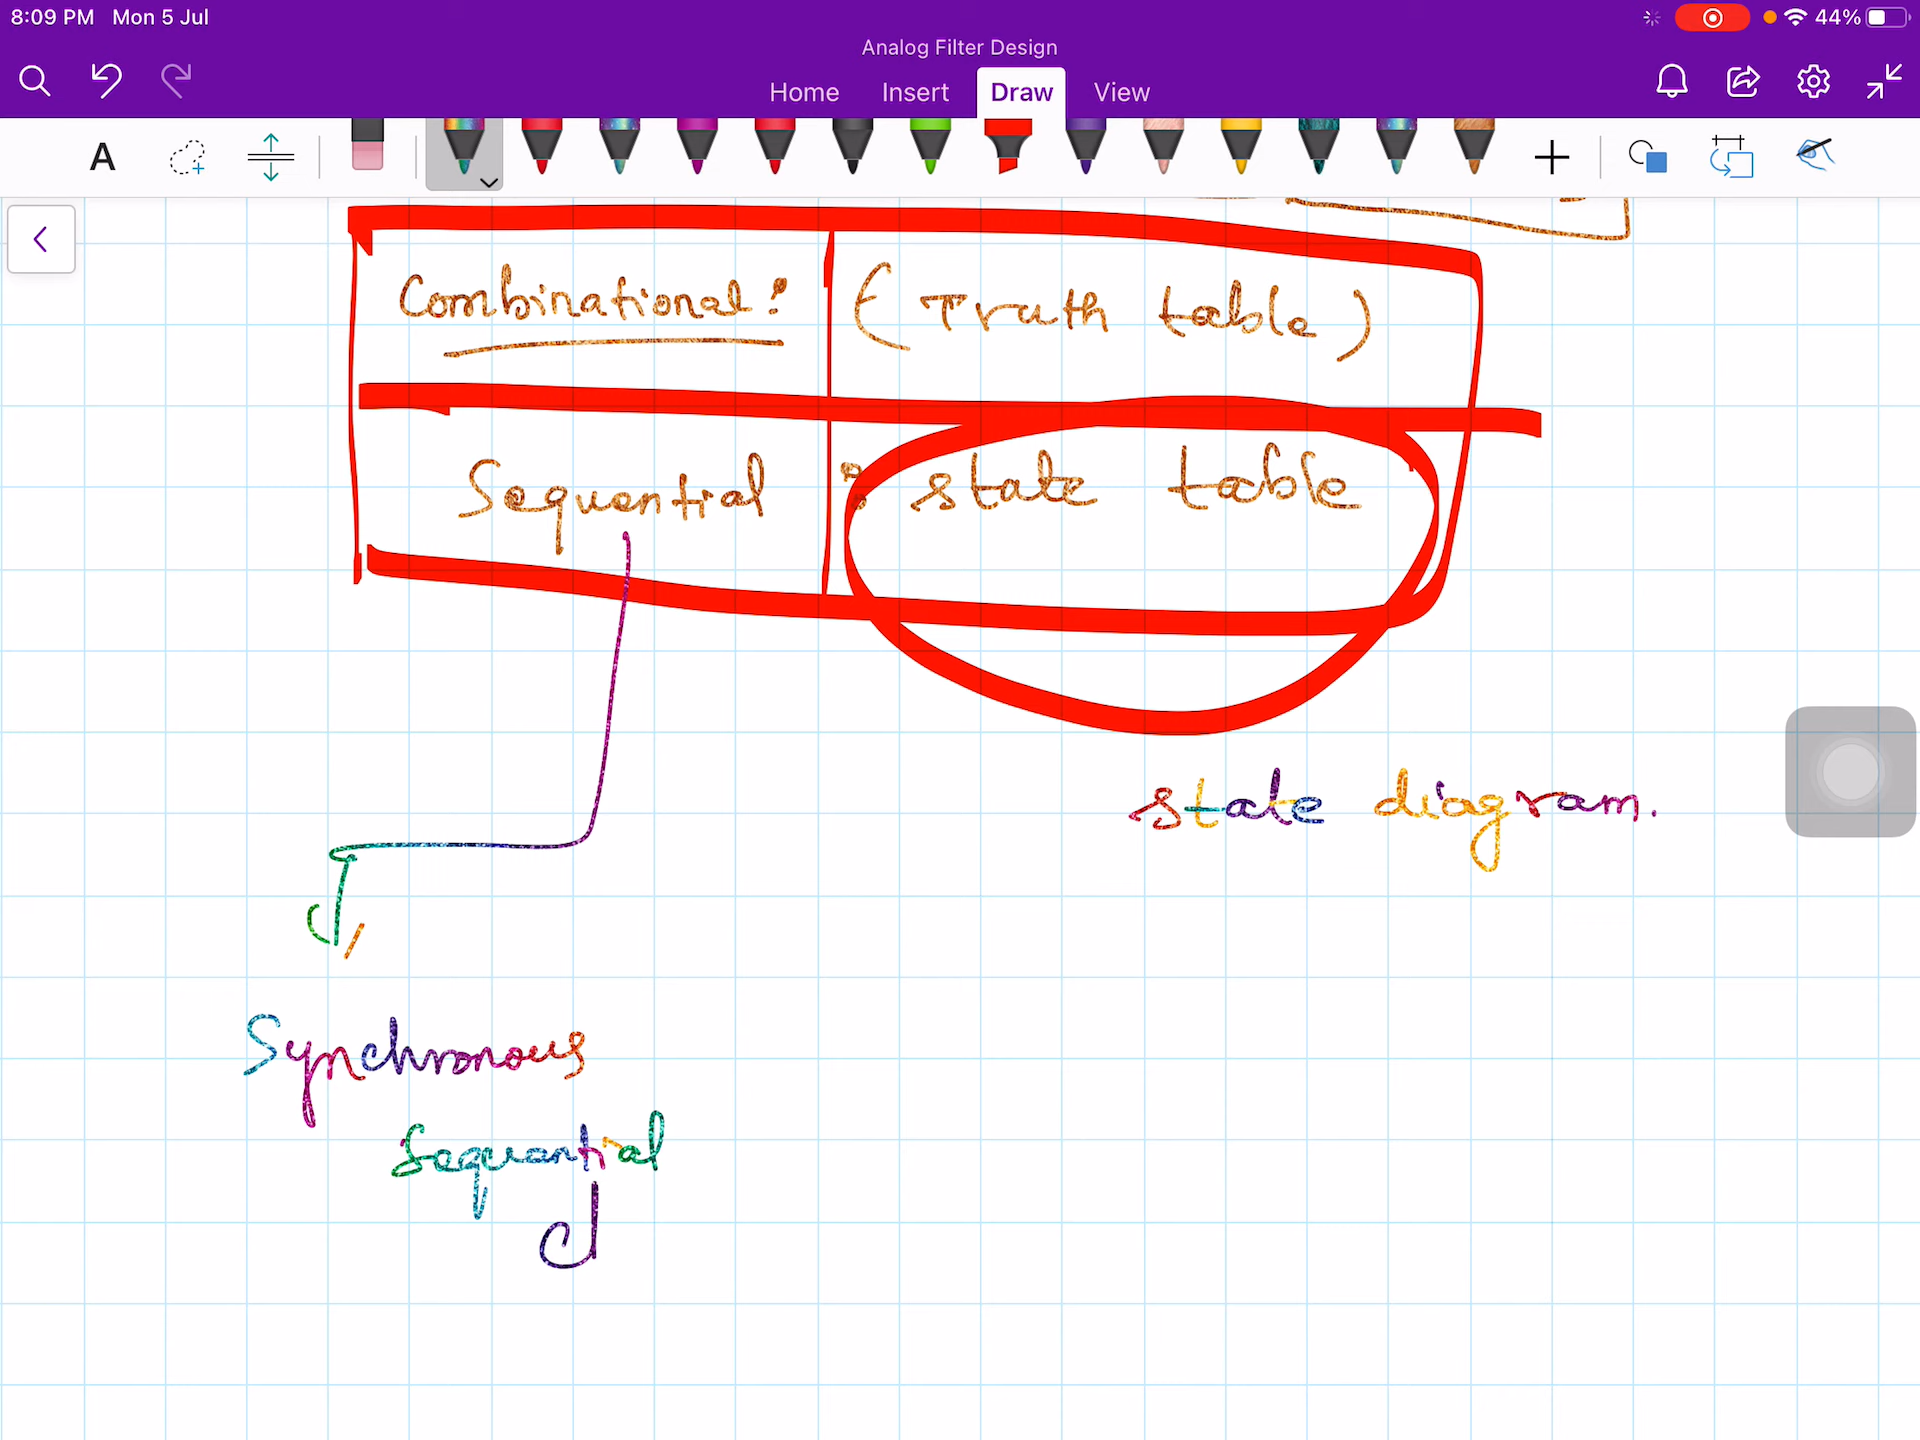 8:09 PM Mon 5 Jul
44%
Analog Filter Design
Home Insert Draw View
A
Combinational : (Truth table)
Sequential : state table
state diagram.
Synchronous
Sequential